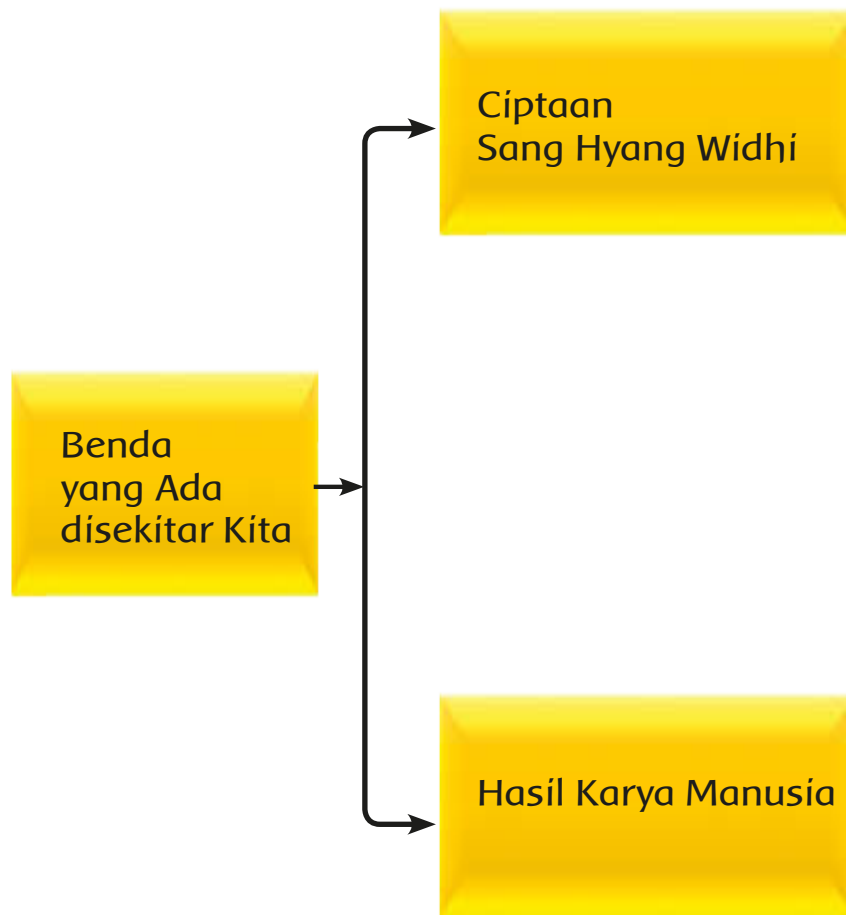 Ciptaan
Sang Hyang Widhi
Benda
yang Ada
disekitar Kita
Hasil Karya Manusia